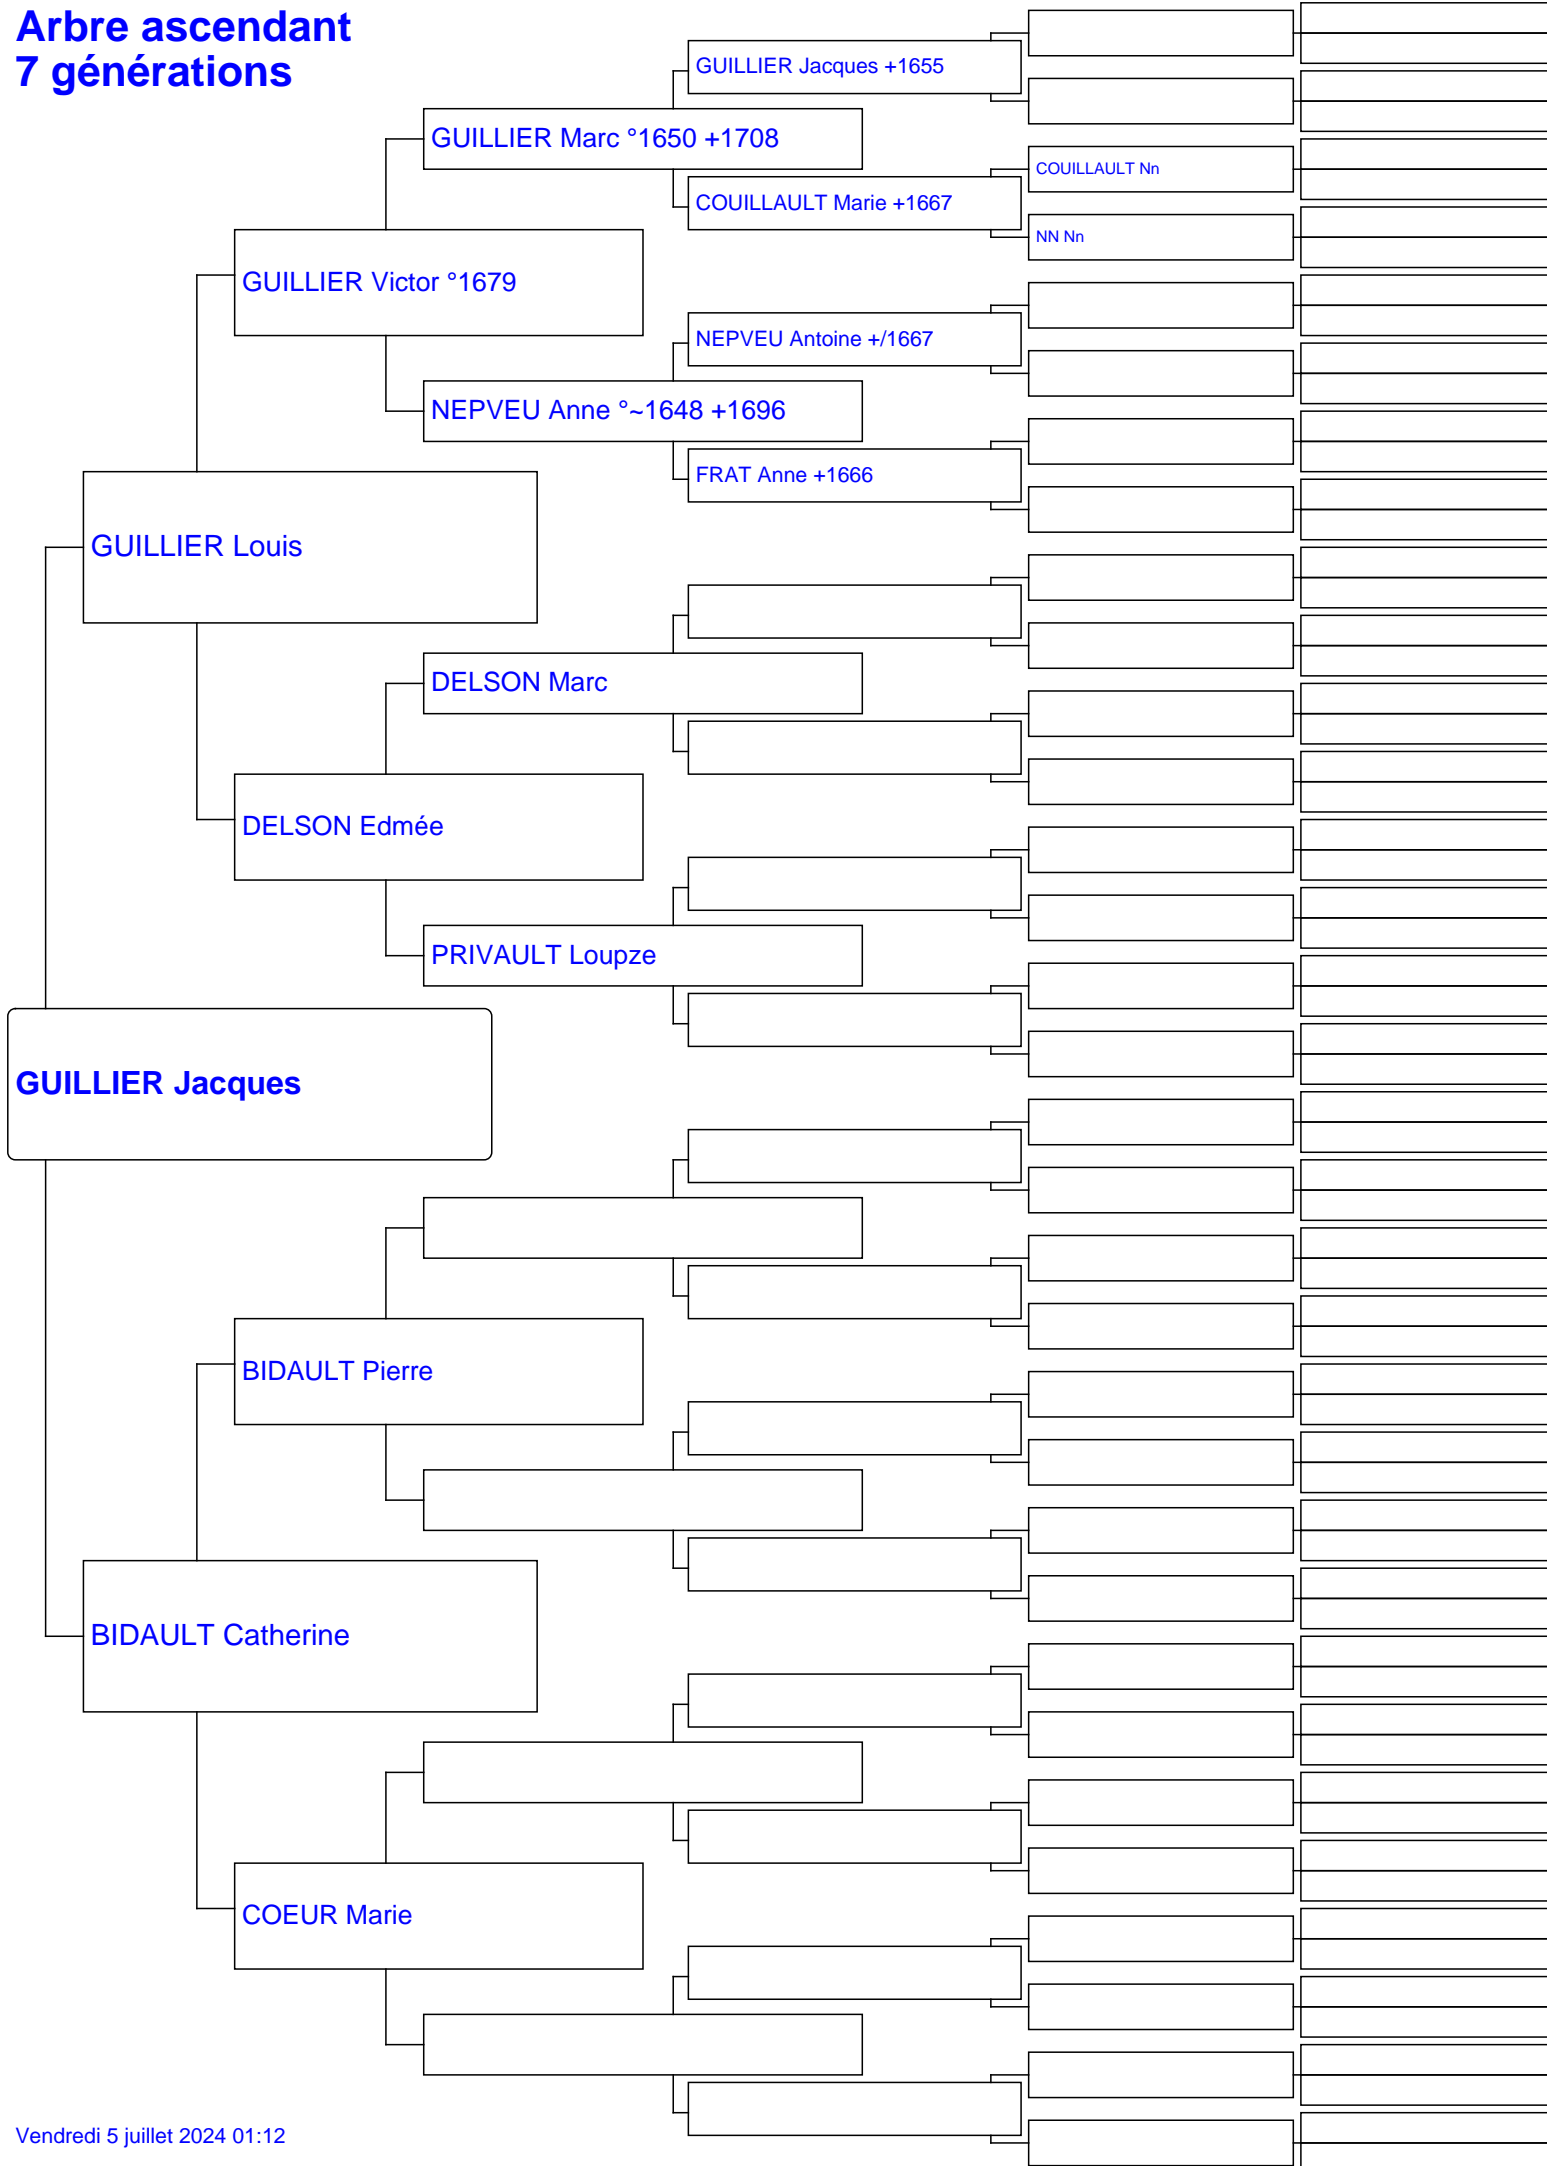 Arbre ascendant
7 générations
GUILLIER Jacques +1655
GUILLIER Marc °1650 +1708
COUILLAULT Nn
COUILLAULT Marie +1667
NN Nn
GUILLIER Victor °1679
NEPVEU Antoine +/1667
NEPVEU Anne °~1648 +1696
FRAT Anne +1666
GUILLIER Louis
DELSON Marc
DELSON Edmée
PRIVAULT Loupze
GUILLIER Jacques
BIDAULT Pierre
BIDAULT Catherine
COEUR Marie
Vendredi 5 juillet 2024 01:12